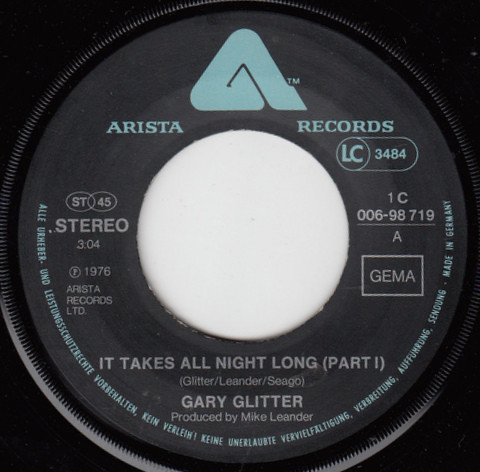 TM
ARISTA RECORDS
LC 3484
ST 45
STEREO
3:04
℗ 1976
ARISTA
RECORDS
LTD.
1 C
006-98 719
A
GEMA
IT TAKES ALL NIGHT LONG (PART I)
(Glitter/Leander/Seago)
GARY GLITTER
Produced by Mike Leander
ALLE URHEBER- UND LEISTUNGSSCHUTZRECHTE VORBEHALTEN, KEIN VERLEIH! KEINE UNERLAUBTE VERVIELFÄLTIGUNG, VERBREITUNG, AUFFÜHRUNG, SENDUNG · MADE IN GERMANY